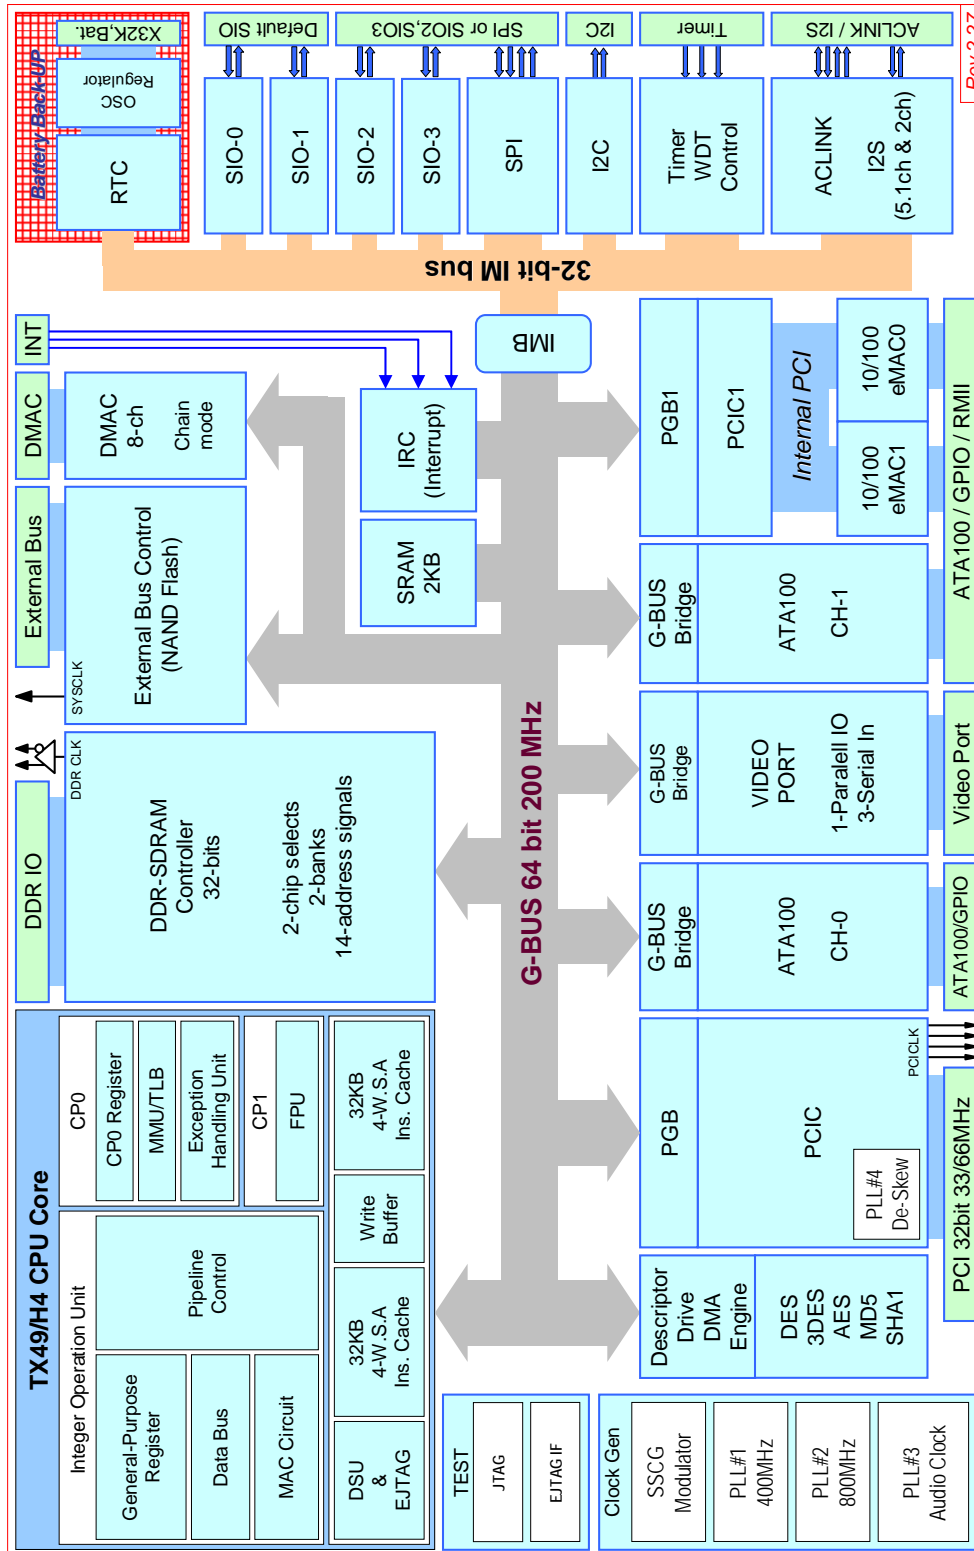 TX49/H4 CPU Core
Integer Operation Unit
General-Purpose
Register
Data Bus
MAC Circuit
Pipeline
Control
CP0
CP0 Register
MMU/TLB
Exception
Handling Unit
CP1
FPU
DSU
&
EJTAG
32KB
4-W.S.A
Ins. Cache
Write
Buffer
32KB
4-W.S.A
Ins. Cache
DDR IO
DDR CLK
DDR-SDRAM
Controller
32-bits
2-chip selects
2-banks
14-address signals
External Bus
SYSCLK
External Bus Control
(NAND Flash)
DMAC
DMAC
8-ch
Chain
mode
INT
IRC
(Interrupt)
SRAM
2KB
G-BUS 64 bit 200 MHz
IMB
32-bit IM bus
Battery Back-UP
X32K,Bat.
OSC
Regulator
RTC
Default SIO
SIO-0
SIO-1
SPI or SIO2,SIO3
SIO-2
SIO-3
SPI
I2C
I2C
Timer
Timer
WDT
Control
ACLINK / I2S
ACLINK
I2S
(5.1ch & 2ch)
Rev 2.27
TEST
JTAG
EJTAG IF
Clock Gen
SSCG
Modulator
PLL#1
400MHz
PLL#2
800MHz
PLL#3
Audio Clock
Descriptor
Drive
DMA
Engine
DES
3DES
AES
MD5
SHA1
PGB
PCIC
PLL#4
De-Skew
PCICLK
PCI 32bit 33/66MHz
G-BUS
Bridge
ATA100
CH-0
ATA100/GPIO
G-BUS
Bridge
VIDEO
PORT
1-Paralell IO
3-Serial In
Video Port
G-BUS
Bridge
ATA100
CH-1
PGB1
PCIC1
Internal PCI
10/100
eMAC1
10/100
eMAC0
ATA100 / GPIO / RMII